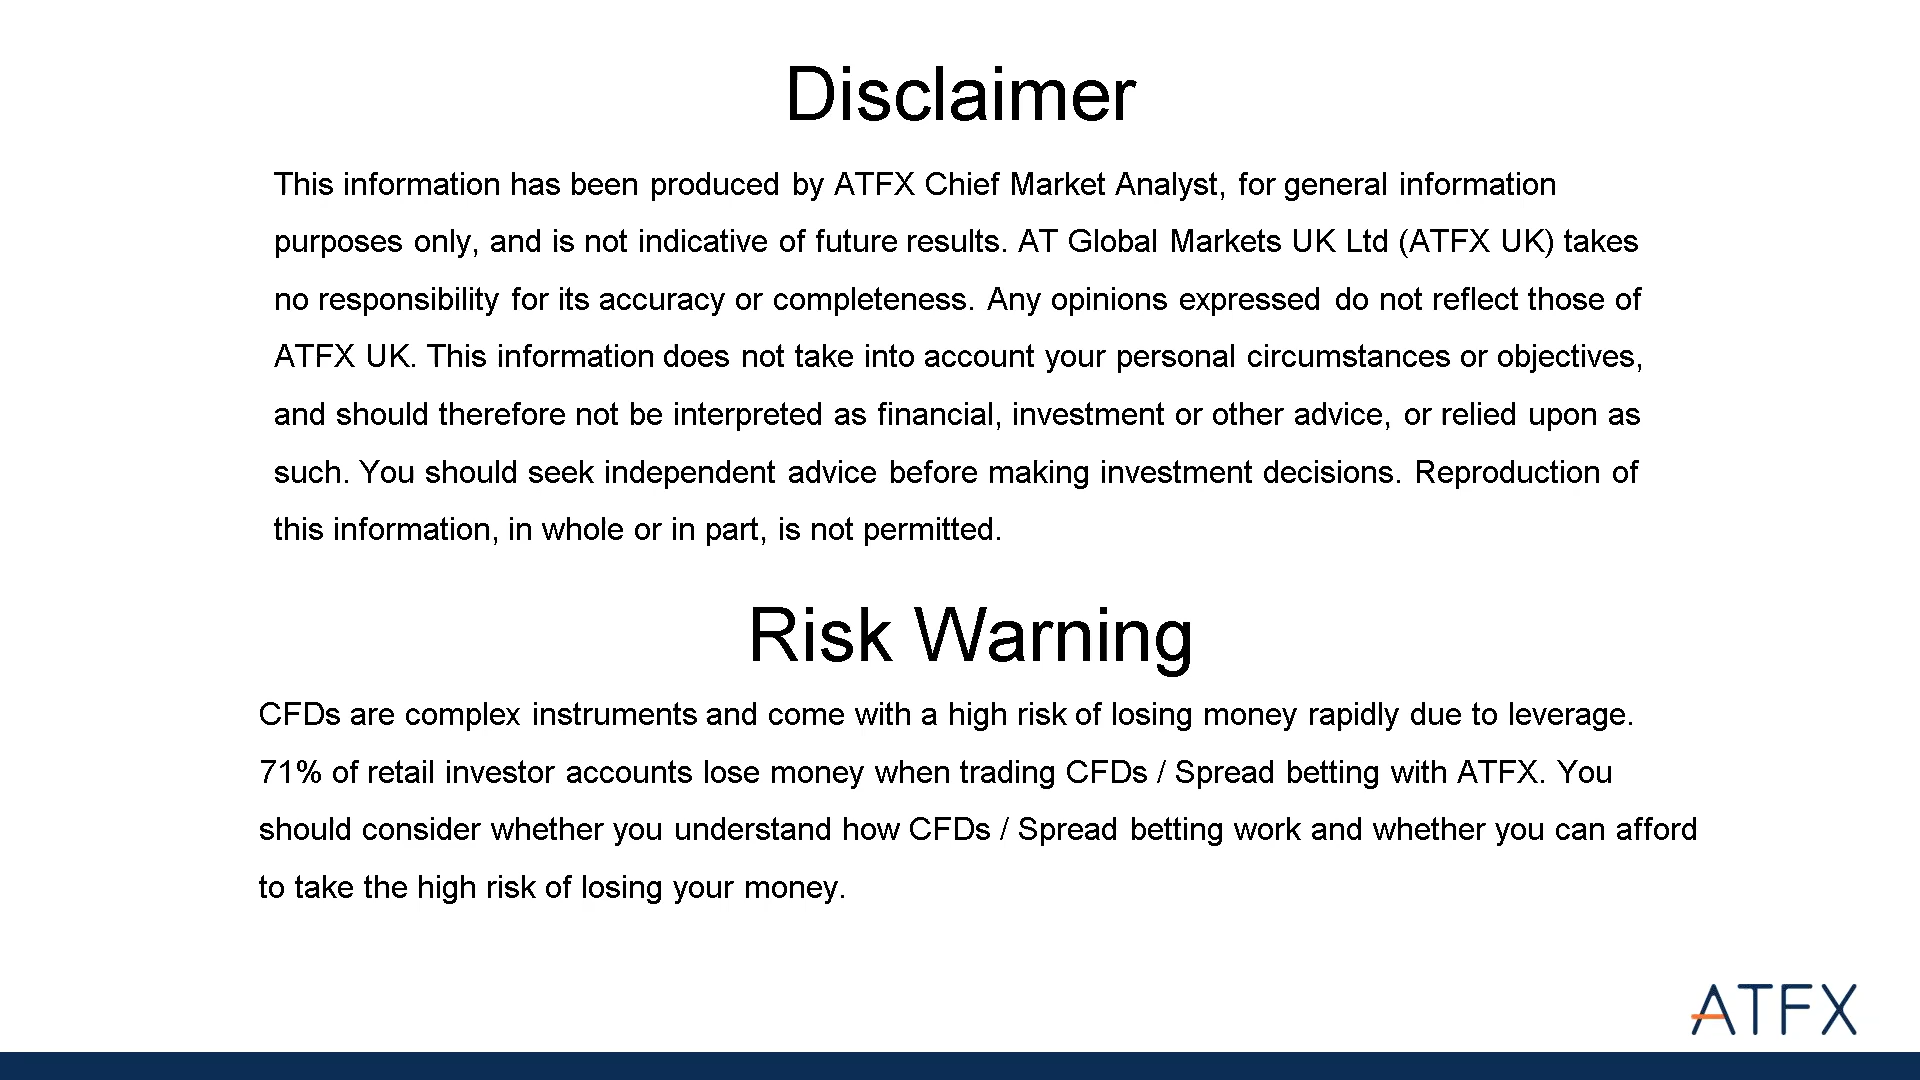 Disclaimer
This information has been produced by ATFX Chief Market Analyst, for general information
purposes only, and is not indicative of future results. AT Global Markets UK Ltd (ATFX UK) takes
no responsibility for its accuracy or completeness. Any opinions expressed do not reflect those of
ATFX UK. This information does not take into account your personal circumstances or objectives,
and should therefore not be interpreted as financial, investment or other advice, or relied upon as
such. You should seek independent advice before making investment decisions. Reproduction of
this information, in whole or in part, is not permitted.
Risk Warning
CFDs are complex instruments and come with a high risk of losing money rapidly due to leverage.
71% of retail investor accounts lose money when trading CFDs / Spread betting with ATFX. You
should consider whether you understand how CFDs / Spread betting work and whether you can afford
to take the high risk of losing your money.
ATFX